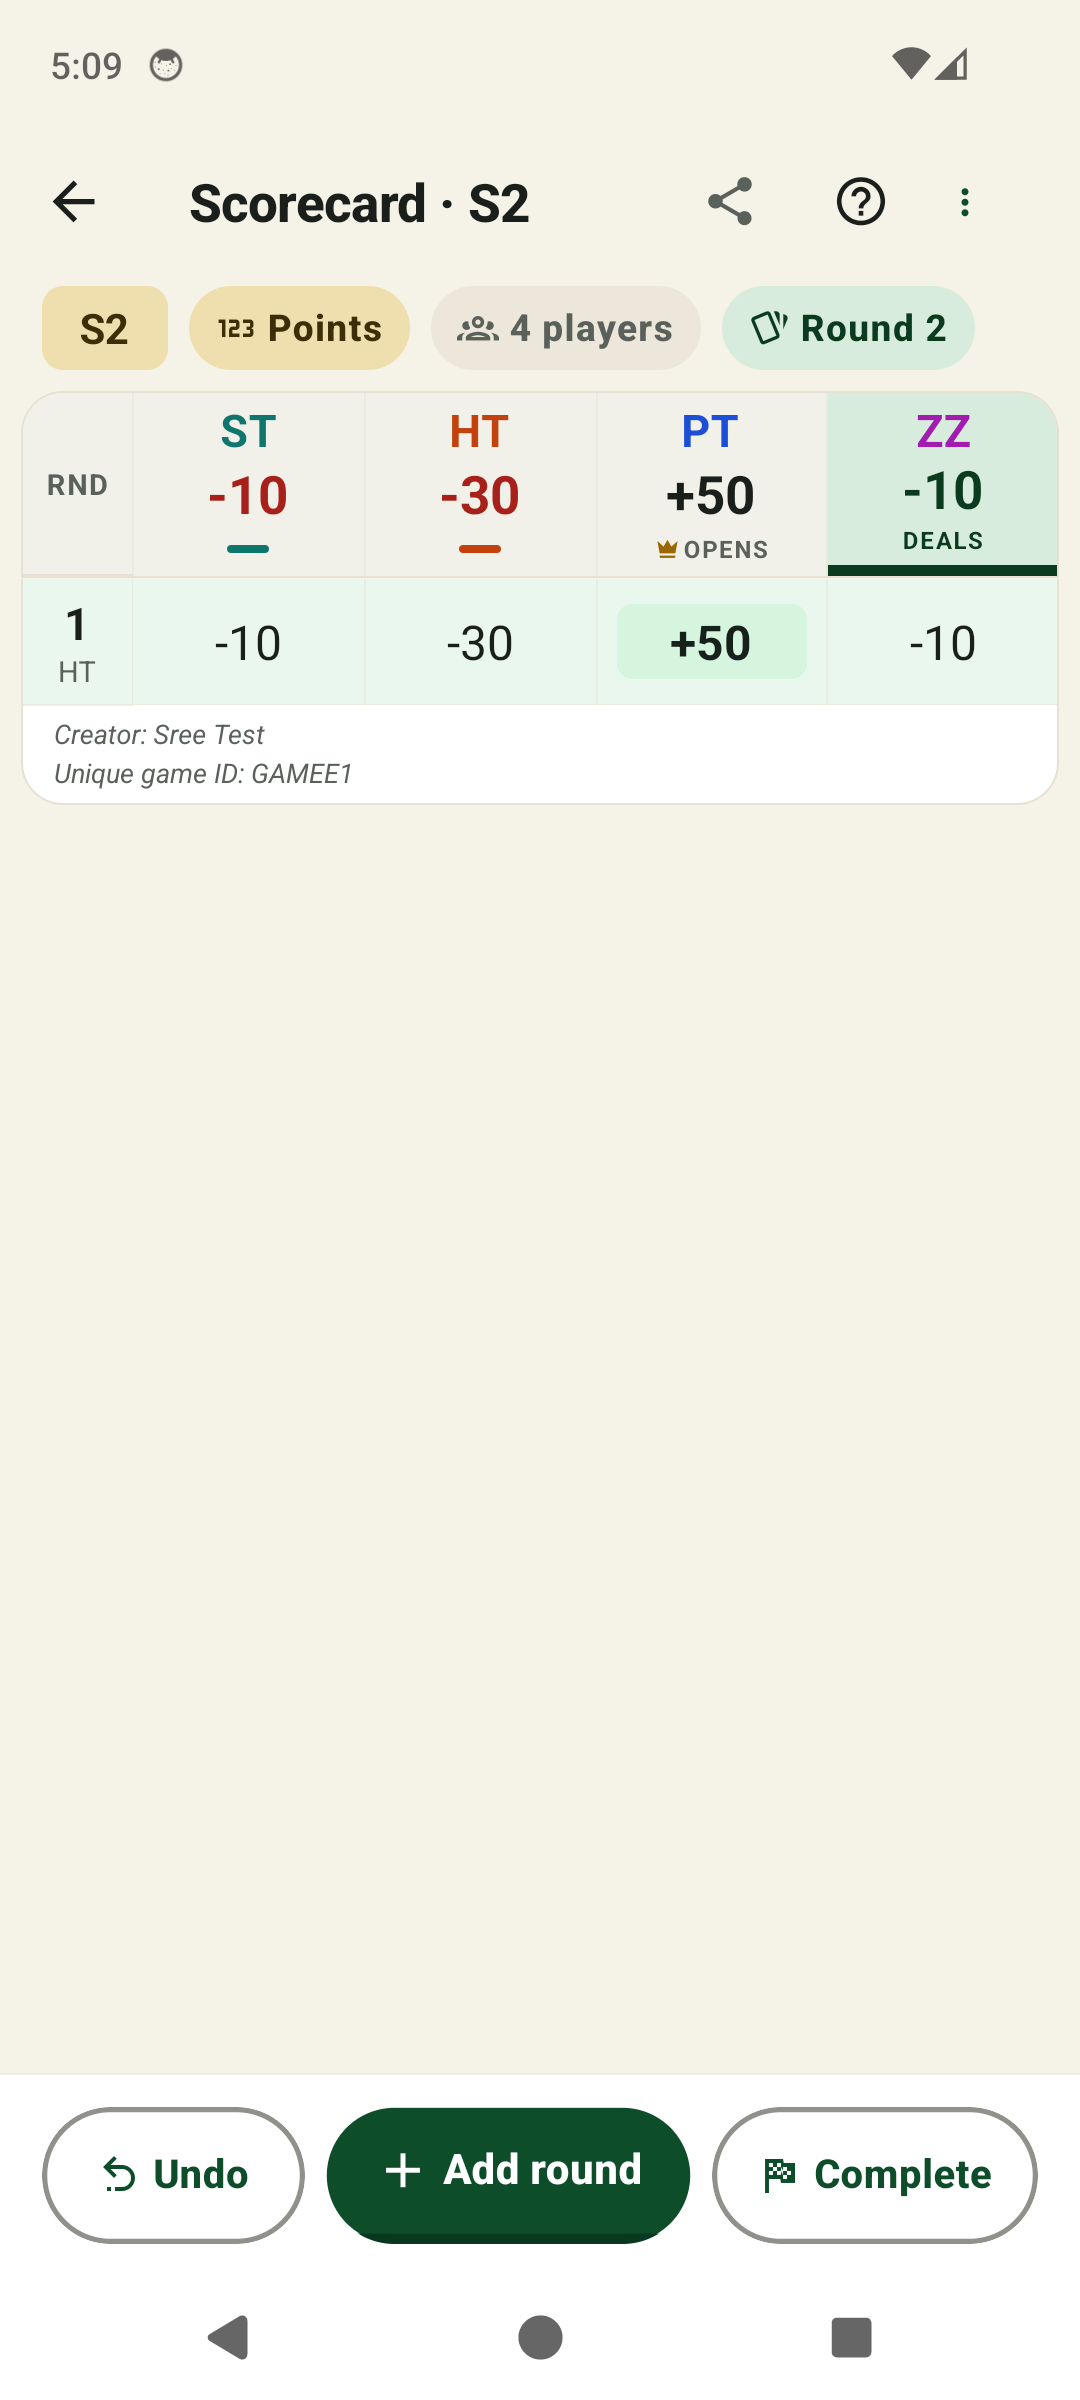 5:09
Scorecard · S2
S2
123 Points
4 players
Round 2
RND
ST
-10
HT
-30
PT
+50
OPENS
ZZ
-10
DEALS
1
HT
-10
-30
+50
-10
Creator: Sree Test
Unique game ID: GAMEE1
Undo
Add round
Complete